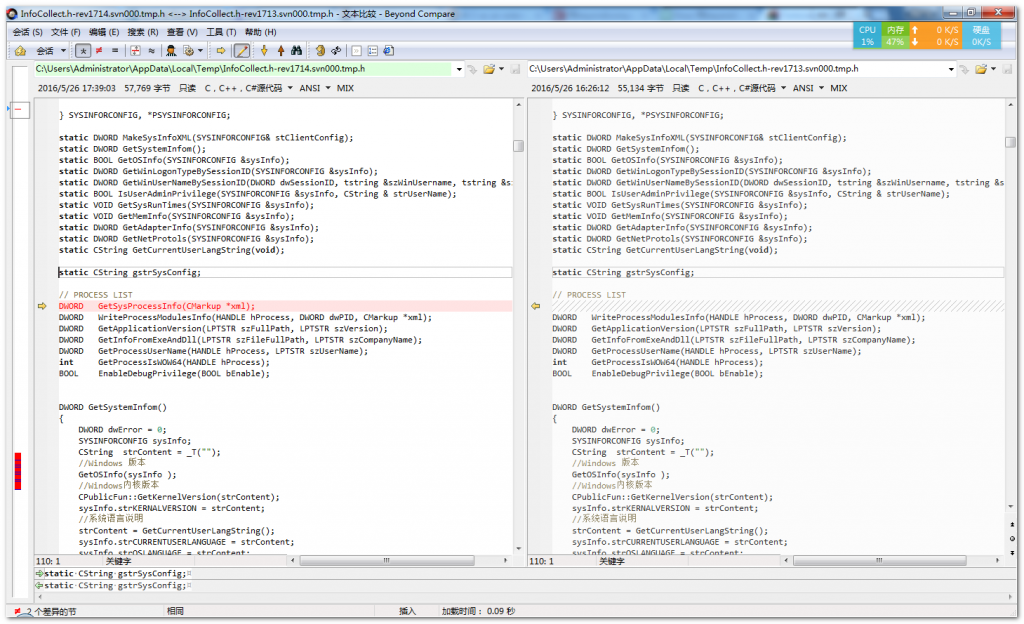 InfoCollect.h-rev1714.svn000.tmp.h <--> InfoCollect.h-rev1713.svn000.tmp.h - 文本比较 - Beyond Compare
会话 (S) 文件 (F) 编辑 (E) 搜索 (R) 查看 (V) 工具 (T) 帮助 (H)
CPU 1% 内存 47% 0 K/S 0 K/S 硬盘 0K/S
会话
C:\Users\Administrator\AppData\Local\Temp\InfoCollect.h-rev1714.svn000.tmp.h
2016/5/26 17:39:03 57,769 字节 只读 C，C++，C#源代码 ANSI MIX
} SYSINFORCONFIG, *PSYSINFORCONFIG;
static DWORD MakeSysInfoXML(SYSINFORCONFIG& stClientConfig);
static DWORD GetSystemInfom();
static BOOL GetOSInfo(SYSINFORCONFIG &sysInfo);
static DWORD GetWinLogonTypeBySessionID(SYSINFORCONFIG &sysInfo);
static DWORD GetWinUserNameBySessionID(DWORD dwSessionID, tstring &szWinUsername, tstring &s
static BOOL IsUserAdminPrivilege(SYSINFORCONFIG &sysInfo, CString & strUserName);
static VOID GetSysRunTimes(SYSINFORCONFIG &sysInfo);
static VOID GetMemInfo(SYSINFORCONFIG &sysInfo);
static DWORD GetAdapterInfo(SYSINFORCONFIG &sysInfo);
static DWORD GetNetProtols(SYSINFORCONFIG &sysInfo);
static CString GetCurrentUserLangString(void);
static CString gstrSysConfig;
// PROCESS LIST
DWORD GetSysProcessInfo(CMarkup *xml);
DWORD WriteProcessModulesInfo(HANDLE hProcess, DWORD dwPID, CMarkup *xml);
DWORD GetApplicationVersion(LPTSTR szFullPath, LPTSTR szVersion);
DWORD GetInfoFromExeAndDll(LPTSTR szFileFullPath, LPTSTR szCompanyName);
DWORD GetProcessUserName(HANDLE hProcess, LPTSTR szUserName);
int GetProcessIsWOW64(HANDLE hProcess);
BOOL EnableDebugPrivilege(BOOL bEnable);
DWORD GetSystemInfom()
{
DWORD dwError = 0;
SYSINFORCONFIG sysInfo;
CString strContent = _T("");
//Windows 版本
GetOSInfo(sysInfo );
//Windows内核版本
CPublicFun::GetKernelVersion(strContent);
sysInfo.strKERNALVERSION = strContent;
//系统语言说明
strContent = GetCurrentUserLangString();
sysInfo.strCURRENTUSERLANGUAGE = strContent;
sysInfo.strOSLANGUAGE = strContent;
110: 1 关键字
C:\Users\Administrator\AppData\Local\Temp\InfoCollect.h-rev1713.svn000.tmp.h
2016/5/26 16:26:12 55,134 字节 只读 C，C++，C#源代码 ANSI MIX
} SYSINFORCONFIG, *PSYSINFORCONFIG;
static DWORD MakeSysInfoXML(SYSINFORCONFIG& stClientConfig);
static DWORD GetSystemInfom();
static BOOL GetOSInfo(SYSINFORCONFIG &sysInfo);
static DWORD GetWinLogonTypeBySessionID(SYSINFORCONFIG &sysInfo);
static DWORD GetWinUserNameBySessionID(DWORD dwSessionID, tstring &szWinUsername, tstring &s
static BOOL IsUserAdminPrivilege(SYSINFORCONFIG &sysInfo, CString & strUserName);
static VOID GetSysRunTimes(SYSINFORCONFIG &sysInfo);
static VOID GetMemInfo(SYSINFORCONFIG &sysInfo);
static DWORD GetAdapterInfo(SYSINFORCONFIG &sysInfo);
static DWORD GetNetProtols(SYSINFORCONFIG &sysInfo);
static CString GetCurrentUserLangString(void);
static CString gstrSysConfig;
// PROCESS LIST
DWORD WriteProcessModulesInfo(HANDLE hProcess, DWORD dwPID, CMarkup *xml);
DWORD GetApplicationVersion(LPTSTR szFullPath, LPTSTR szVersion);
DWORD GetInfoFromExeAndDll(LPTSTR szFileFullPath, LPTSTR szCompanyName);
DWORD GetProcessUserName(HANDLE hProcess, LPTSTR szUserName);
int GetProcessIsWOW64(HANDLE hProcess);
BOOL EnableDebugPrivilege(BOOL bEnable);
DWORD GetSystemInfom()
{
DWORD dwError = 0;
SYSINFORCONFIG sysInfo;
CString strContent = _T("");
//Windows 版本
GetOSInfo(sysInfo );
//Windows内核版本
CPublicFun::GetKernelVersion(strContent);
sysInfo.strKERNALVERSION = strContent;
//系统语言说明
strContent = GetCurrentUserLangString();
sysInfo.strCURRENTUSERLANGUAGE = strContent;
sysInfo.strOSLANGUAGE = strContent;
110: 1 关键字
static·CString·gstrSysConfig;¤
static·CString·gstrSysConfig;¤
2 个差异的节 相同 插入 加载时间： 0.09 秒